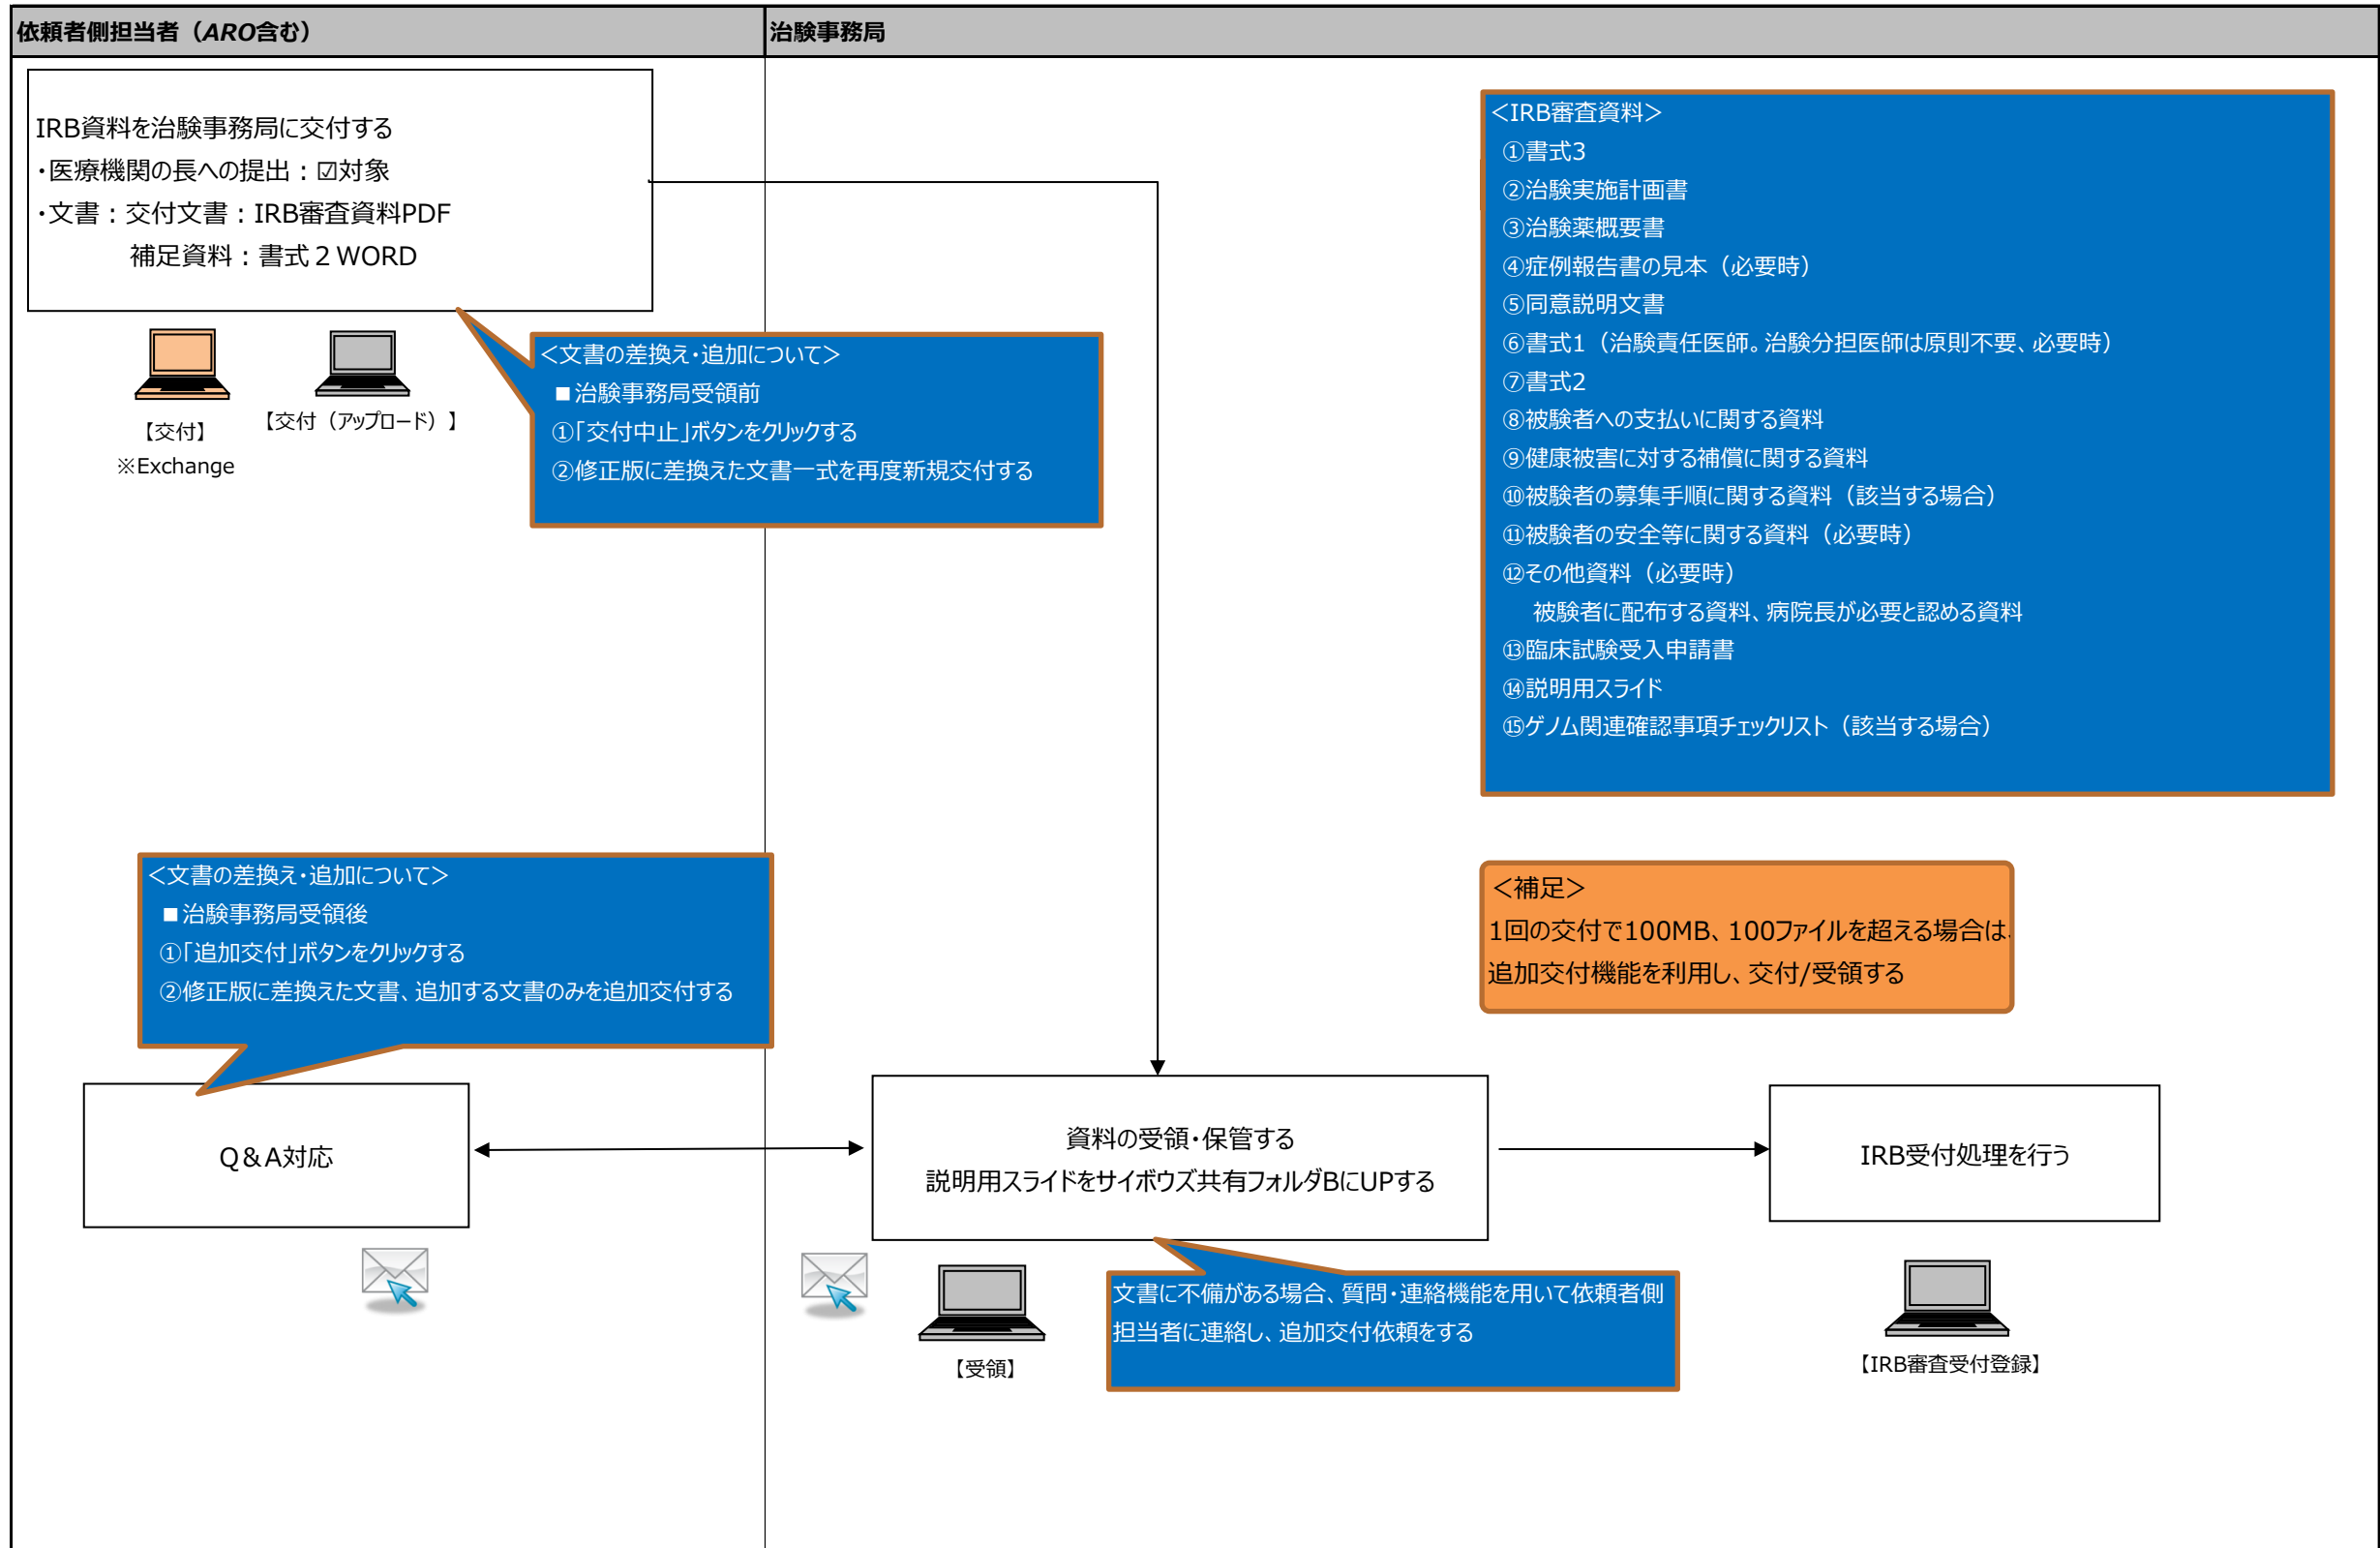 依頼者側担当者（ARO含む）
治験事務局
IRB資料を治験事務局に交付する
・医療機関の長への提出：☑対象
・文書：交付文書：IRB審査資料PDF
補足資料：書式２WORD
【交付】
※Exchange
【交付（アップロード）】
＜文書の差換え・追加について＞
■治験事務局受領前
①「交付中止」ボタンをクリックする
②修正版に差換えた文書一式を再度新規交付する
＜IRB審査資料＞
①書式3
②治験実施計画書
③治験薬概要書
④症例報告書の見本（必要時）
⑤同意説明文書
⑥書式1（治験責任医師。治験分担医師は原則不要、必要時）
⑦書式2
⑧被験者への支払いに関する資料
⑨健康被害に対する補償に関する資料
⑩被験者の募集手順に関する資料（該当する場合）
⑪被験者の安全等に関する資料（必要時）
⑫その他資料（必要時）
被験者に配布する資料、病院長が必要と認める資料
⑬臨床試験受入申請書
⑭説明用スライド
⑮ゲノム関連確認事項チェックリスト（該当する場合）
＜文書の差換え・追加について＞
■治験事務局受領後
①「追加交付」ボタンをクリックする
②修正版に差換えた文書、追加する文書のみを追加交付する
＜補足＞
1回の交付で100MB、100ファイルを超える場合は、
追加交付機能を利用し、交付/受領する
Q＆A対応
資料の受領・保管する
説明用スライドをサイボウズ共有フォルダBにUPする
IRB受付処理を行う
【受領】
文書に不備がある場合、質問・連絡機能を用いて依頼者側
担当者に連絡し、追加交付依頼をする
【IRB審査受付登録】